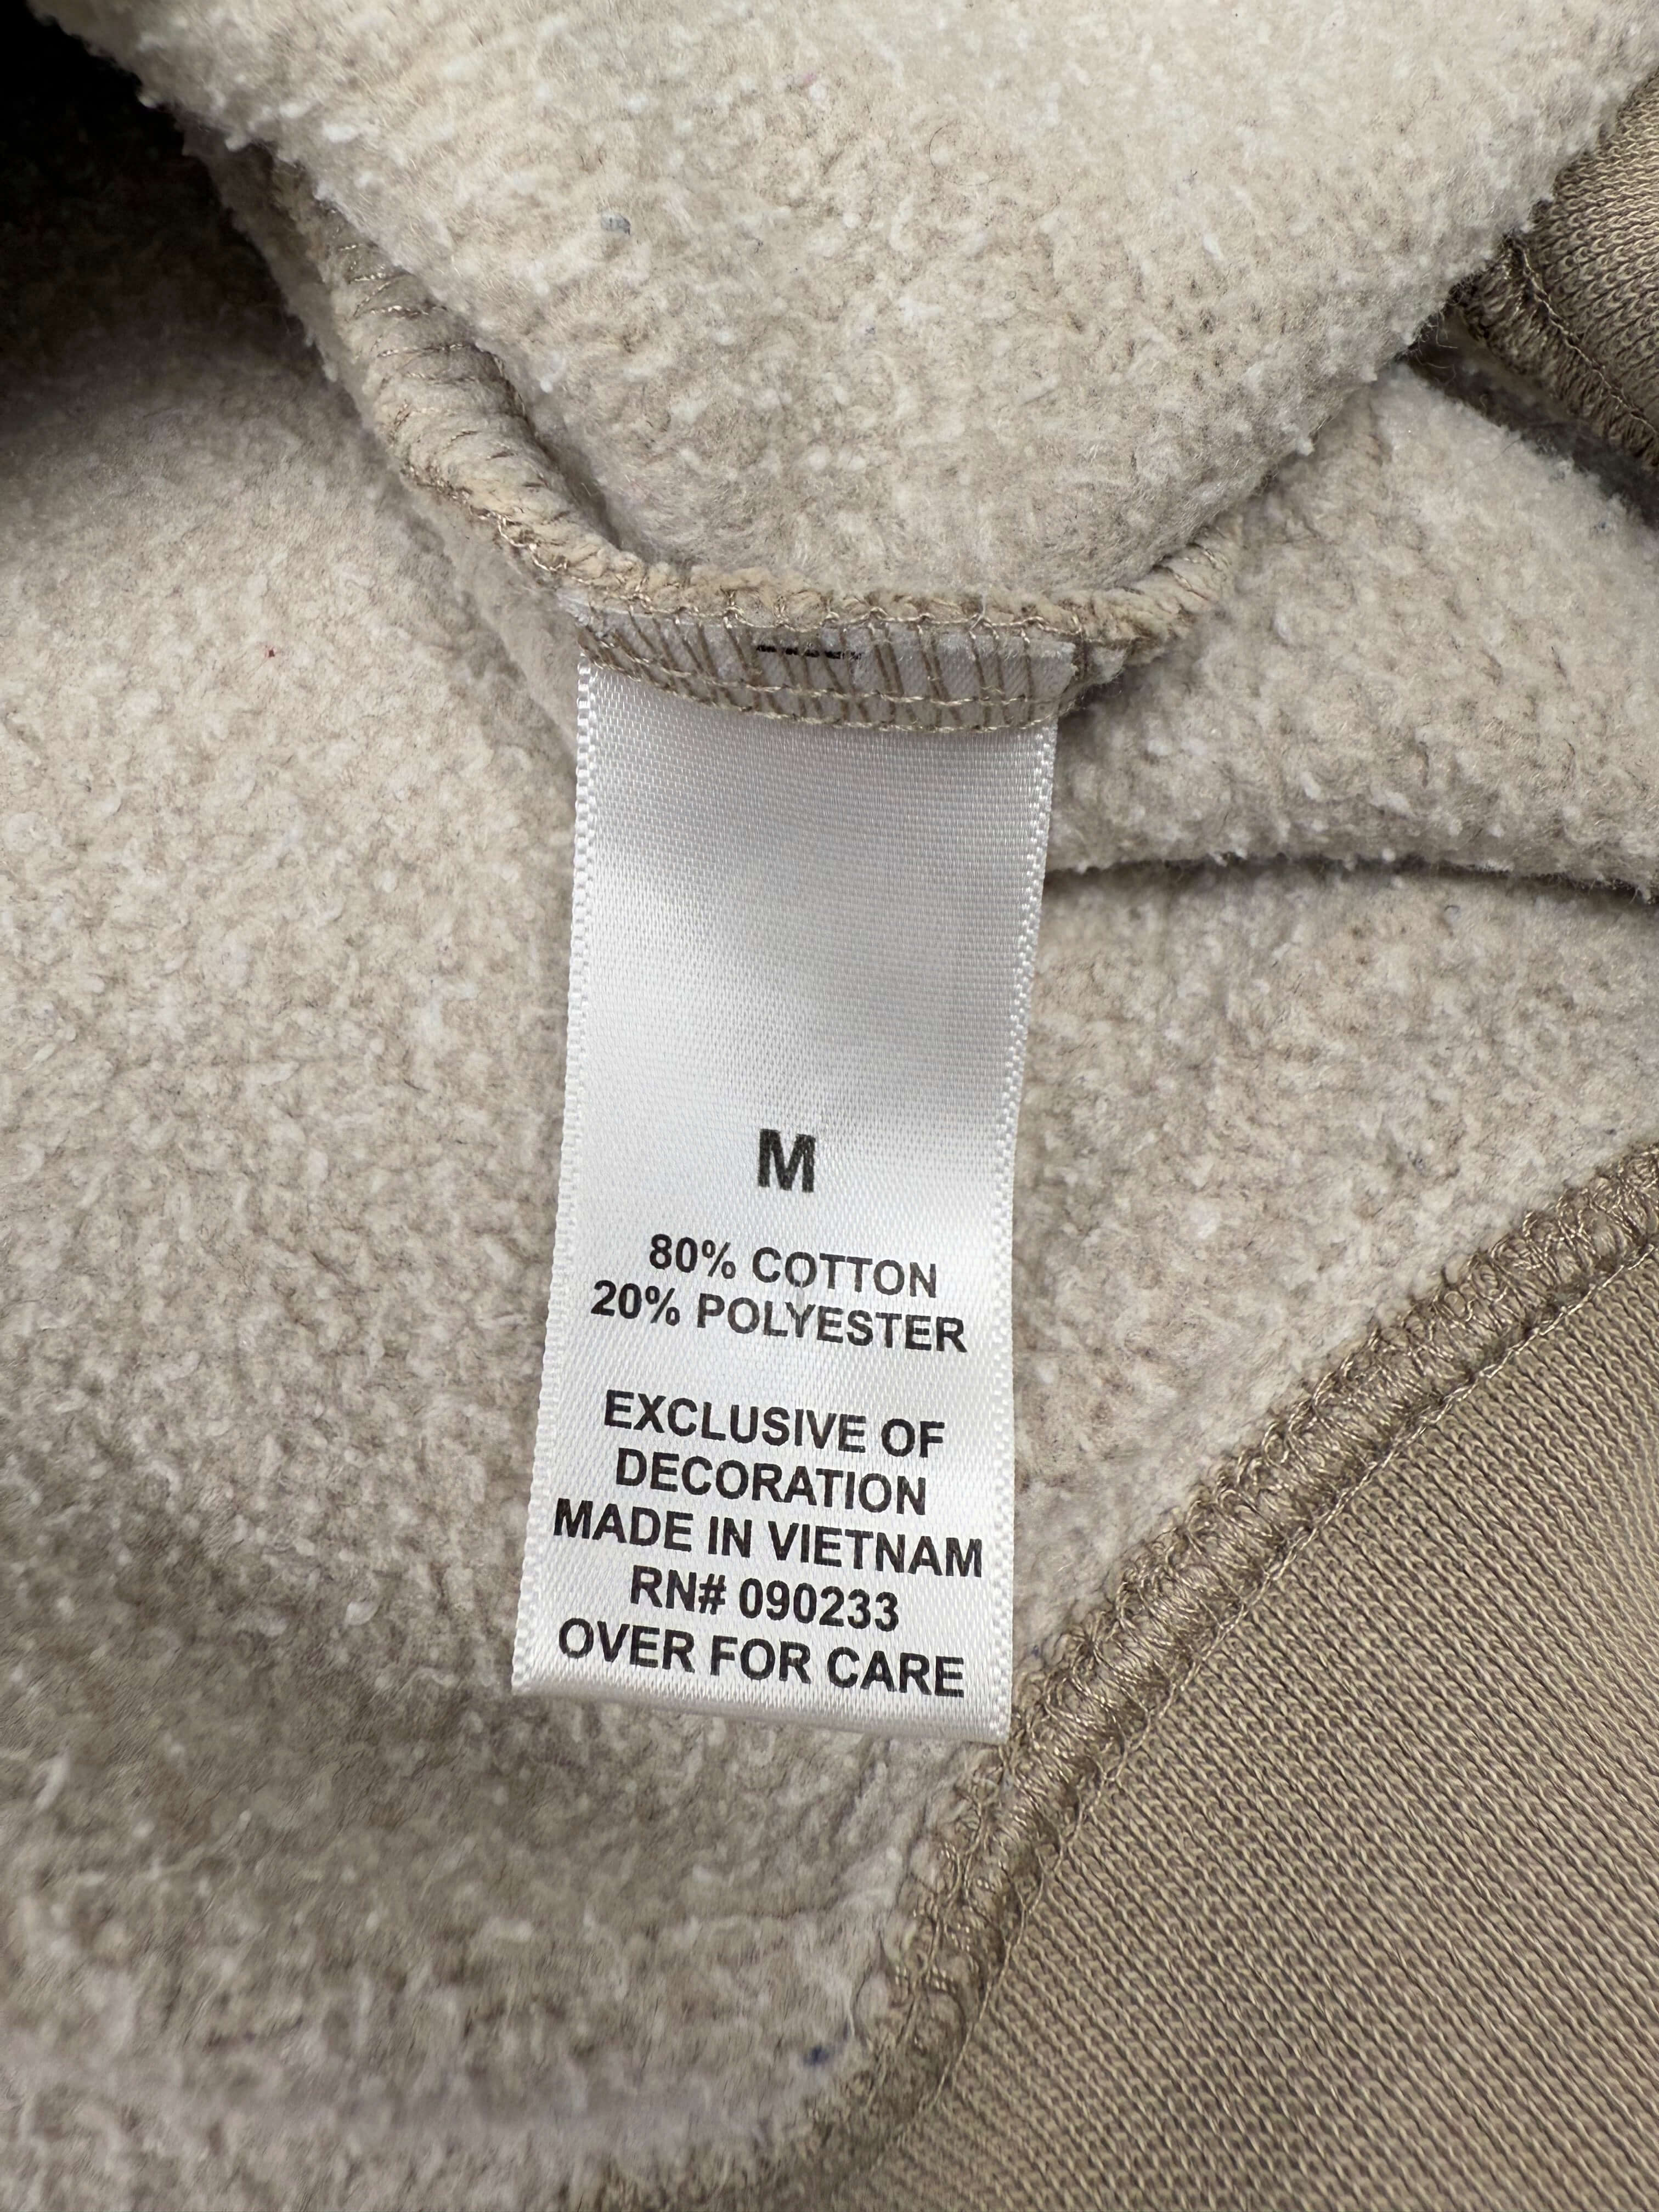 M
80% COTTON
20% POLYESTER
EXCLUSIVE OF
DECORATION
MADE IN VIETNAM
RN# 090233
OVER FOR CARE